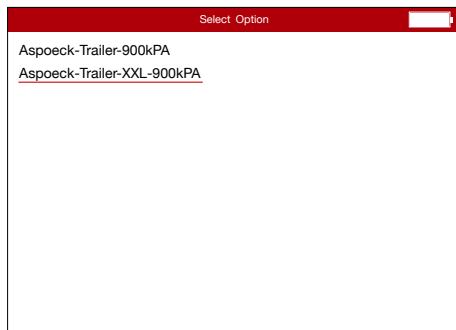 Select Option
Aspoeck-Trailer-900kPA
Aspoeck-Trailer-XXL-900kPA